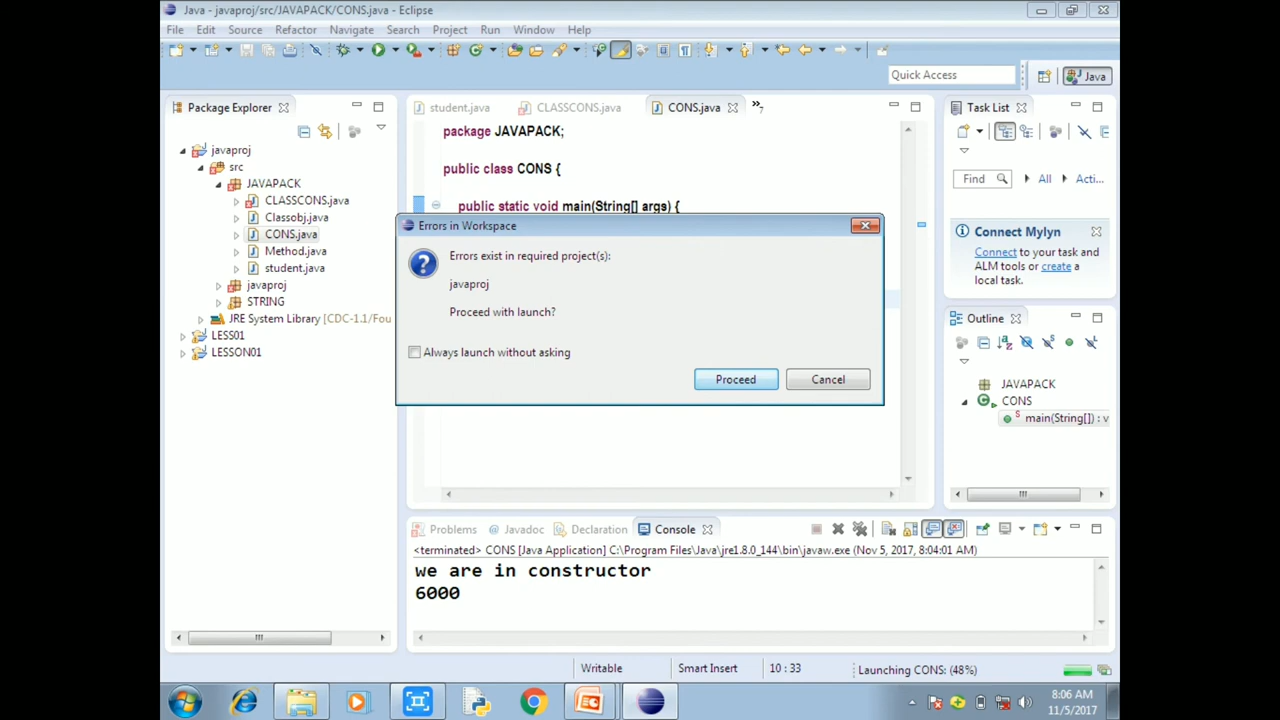 Java - javaproj/src/JAVAPACK/CONS.java - Eclipse
File Edit Source Refactor Navigate Search Project Run Window Help
Quick Access
Java
Package Explorer
javaproj
src
JAVAPACK
CLASSCONS.java
Classobj.java
CONS.java
Method.java
student.java
javaproj
STRING
JRE System Library [CDC-1.1/Fou
LESS01
LESSON01
student.java CLASSCONS.java CONS.java »7
package JAVAPACK;
public class CONS {
public static void main(String[] args) {
Errors in Workspace
Errors exist in required project(s):
javaproj
Proceed with launch?
Always launch without asking
Proceed Cancel
Task List
Find All Acti...
Connect Mylyn
Connect to your task and
ALM tools or create a
local task.
Outline
JAVAPACK
CONS
main(String[]) : v
Problems @ Javadoc Declaration Console
<terminated> CONS [Java Application] C:\Program Files\Java\jre1.8.0_144\bin\javaw.exe (Nov 5, 2017, 8:04:01 AM)
we are in constructor
6000
Writable Smart Insert 10 : 33 Launching CONS: (48%)
8:06 AM
11/5/2017